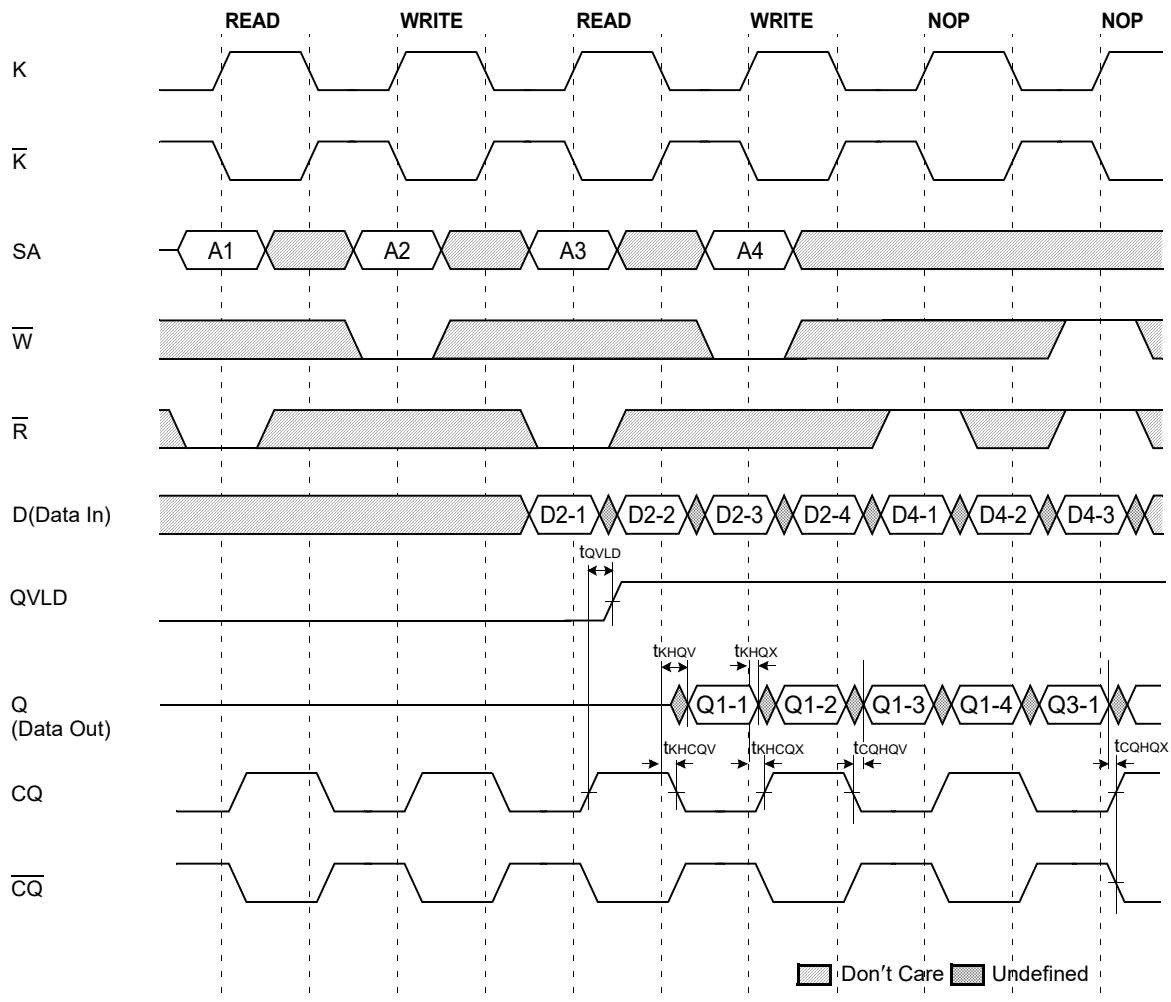 READ WRITE READ WRITE NOP NOP
K
K̅
SA A1 A2 A3 A4
W̅
R̅
D(Data In) D2-1 D2-2 D2-3 D2-4 D4-1 D4-2 D4-3
tQVLD
QVLD
tKHQV tKHQX
Q Q1-1 Q1-2 Q1-3 Q1-4 Q3-1
(Data Out)
tKHCQV tKHCQX tCQHQV tCQHQX
CQ
C̅Q̅
Don't Care Undefined